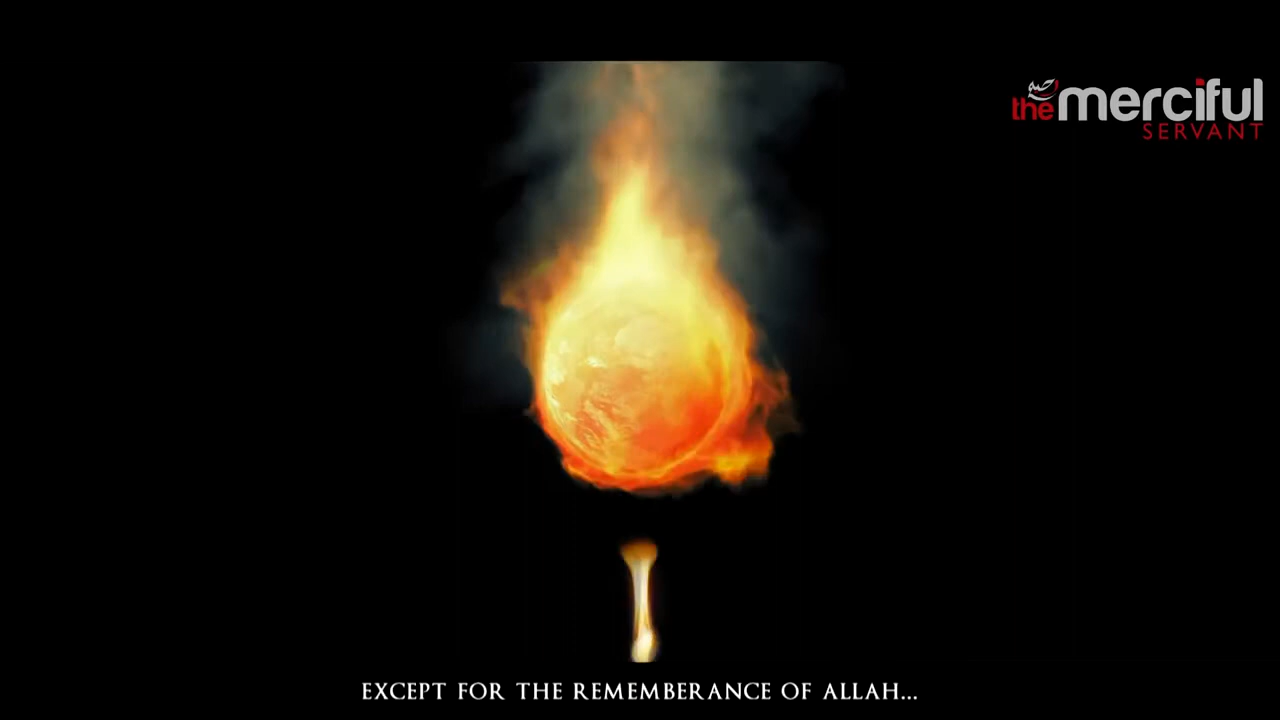 the merciful
SERVANT
EXCEPT FOR THE REMEMBERANCE OF ALLAH...